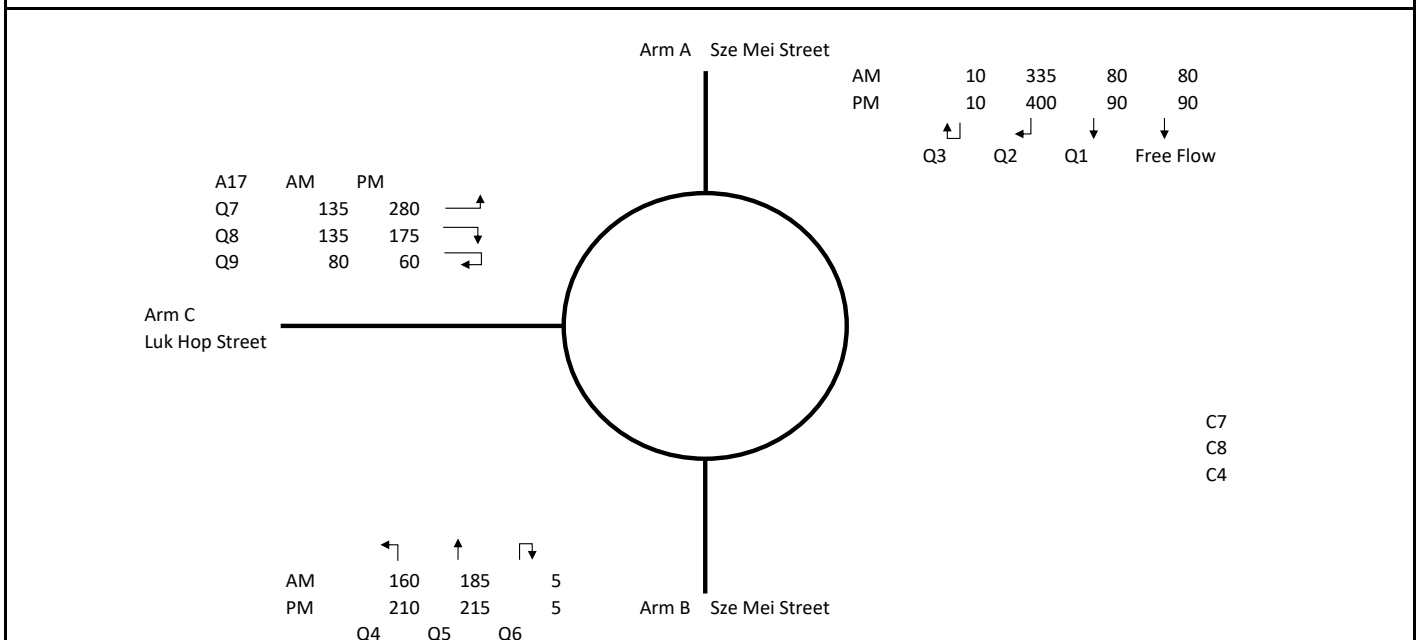 Arm A Sze Mei Street
AM 10 335 80 80
PM 10 400 90 90
Q3 Q2 Q1 Free Flow
A17 AM PM
Q7 135 280
Q8 135 175
Q9 80 60
Arm C
Luk Hop Street
C7
C8
C4
AM 160 185 5
PM 210 215 5
Arm B Sze Mei Street
Q4 Q5 Q6